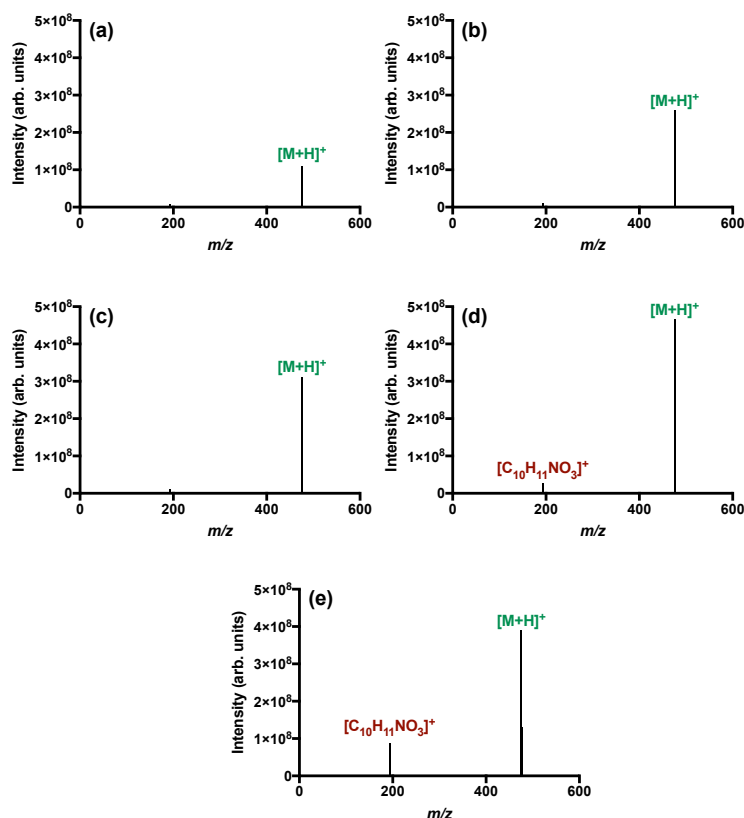 (a)
Intensity (arb. units)
5×10⁸
4×10⁸
3×10⁸
2×10⁸
1×10⁸
0
[M+H]⁺
0 200 400 600
m/z
(b)
Intensity (arb. units)
5×10⁸
4×10⁸
3×10⁸
2×10⁸
1×10⁸
0
[M+H]⁺
0 200 400 600
m/z
(c)
Intensity (arb. units)
5×10⁸
4×10⁸
3×10⁸
2×10⁸
1×10⁸
0
[M+H]⁺
0 200 400 600
m/z
(d)
Intensity (arb. units)
5×10⁸
4×10⁸
3×10⁸
2×10⁸
1×10⁸
0
[M+H]⁺
[C₁₀H₁₁NO₃]⁺
0 200 400 600
m/z
(e)
Intensity (arb. units)
5×10⁸
4×10⁸
3×10⁸
2×10⁸
1×10⁸
0
[M+H]⁺
[C₁₀H₁₁NO₃]⁺
0 200 400 600
m/z